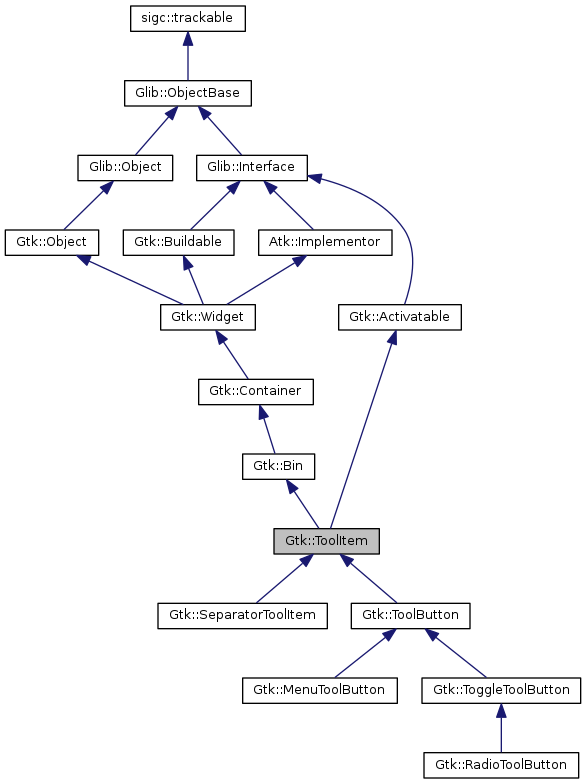 sigc::trackable
Glib::ObjectBase
Glib::Object
Glib::Interface
Gtk::Object
Gtk::Buildable
Atk::Implementor
Gtk::Widget
Gtk::Activatable
Gtk::Container
Gtk::Bin
Gtk::ToolItem
Gtk::SeparatorToolItem
Gtk::ToolButton
Gtk::MenuToolButton
Gtk::ToggleToolButton
Gtk::RadioToolButton